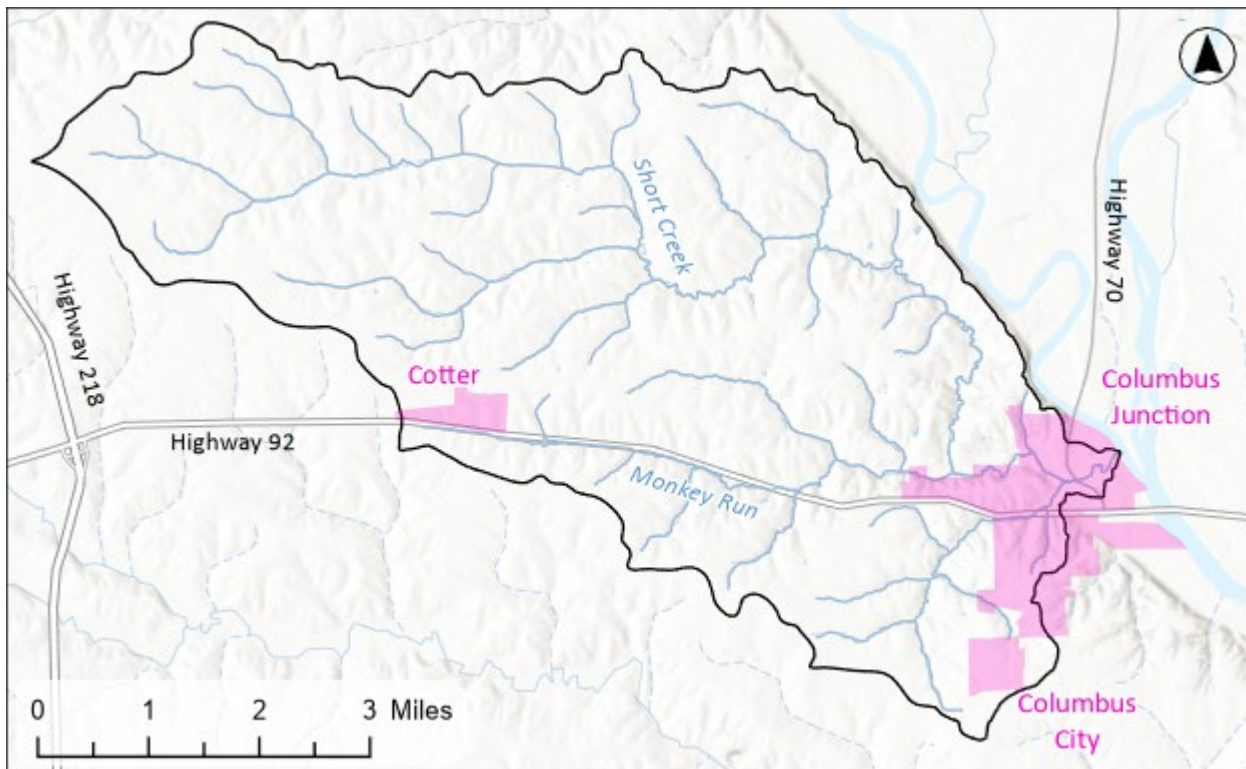 Short Creek
Highway 70
Highway 218
Cotter
Columbus
Junction
Highway 92
Monkey Run
Columbus
City
0 1 2 3 Miles